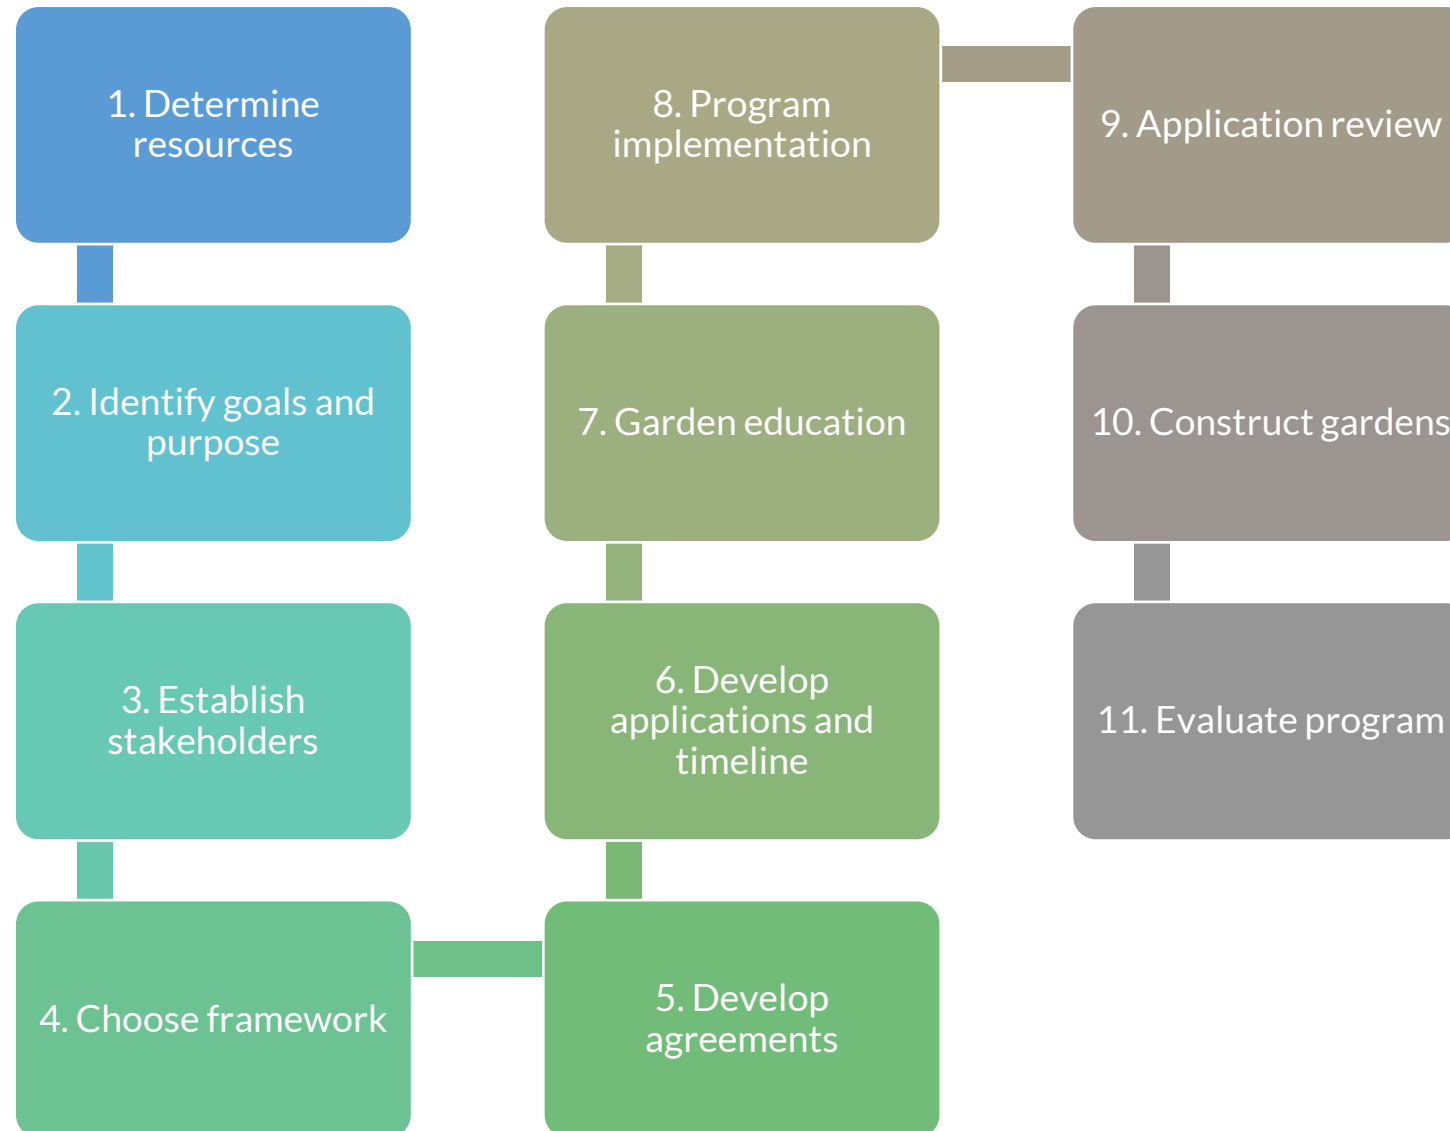 1. Determine
resources
2. Identify goals and
purpose
3. Establish
stakeholders
4. Choose framework
5. Develop
agreements
6. Develop
applications and
timeline
7. Garden education
8. Program
implementation
9. Application review
10. Construct gardens
11. Evaluate program